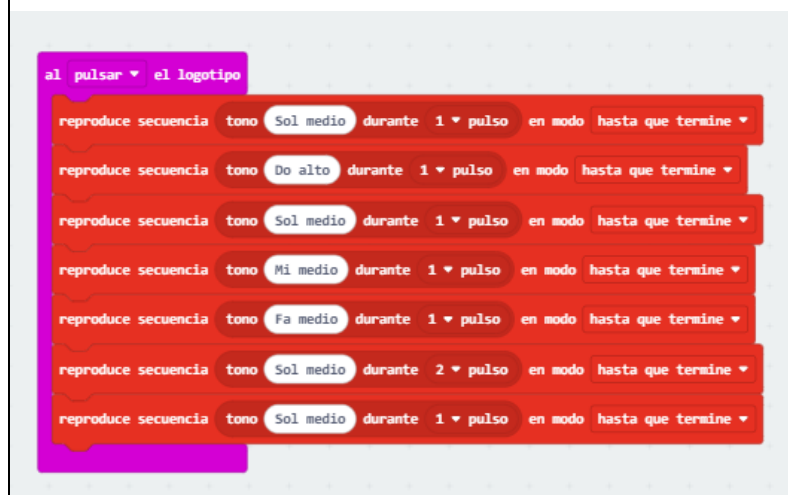 al pulsar el logotipo
reproduce secuencia tono Sol medio durante 1 pulso en modo hasta que termine
reproduce secuencia tono Do alto durante 1 pulso en modo hasta que termine
reproduce secuencia tono Sol medio durante 1 pulso en modo hasta que termine
reproduce secuencia tono Mi medio durante 1 pulso en modo hasta que termine
reproduce secuencia tono Fa medio durante 1 pulso en modo hasta que termine
reproduce secuencia tono Sol medio durante 2 pulso en modo hasta que termine
reproduce secuencia tono Sol medio durante 1 pulso en modo hasta que termine